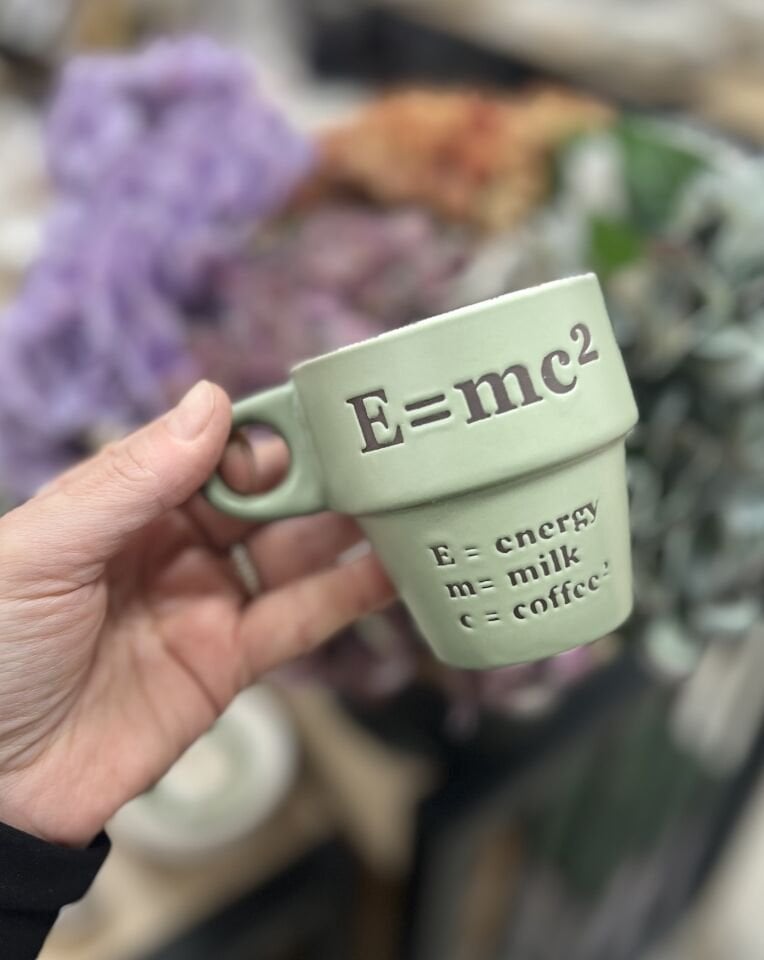 E=mc²
E = energy
m= milk
c = coffee²